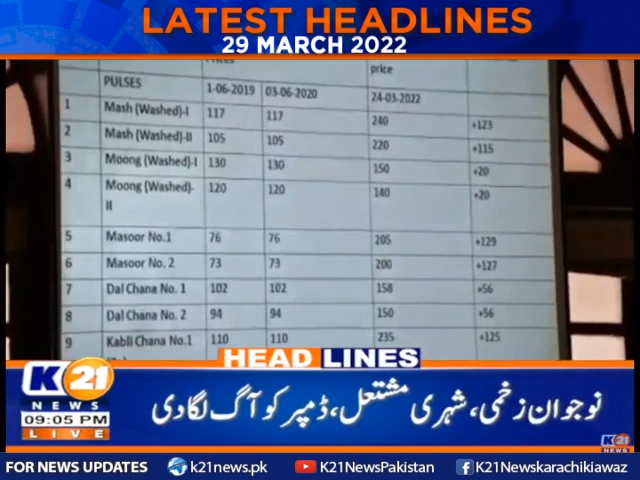 LATEST HEADLINES
29 MARCH 2022
price
PULSES 1-06-2019 03-06-2020 24-03-2022
1 Mash (Washed)-I 117 117 240 +123
2 Mash (Washed)-II 105 105 220 +115
3 Moong (Washed)-I 130 130 150 +20
4 Moong (Washed)- 120 120 140 +20
II
5 Masoor No.1 76 76 205 +129
6 Masoor No. 2 73 73 200 +127
7 Dal Chana No. 1 102 102 158 +56
8 Dal Chana No. 2 94 94 150 +56
9 Kabli Chana No.1 110 110 235 +125
HEAD LINES
K21
NEWS
09:05 PM
LIVE
نوجوان زخمی، شہری مشتعل، ڈمپر کو آگ لگا دی
K21
NEWS
FOR NEWS UPDATES k21news.pk K21NewsPakistan K21Newskarachikiawaz